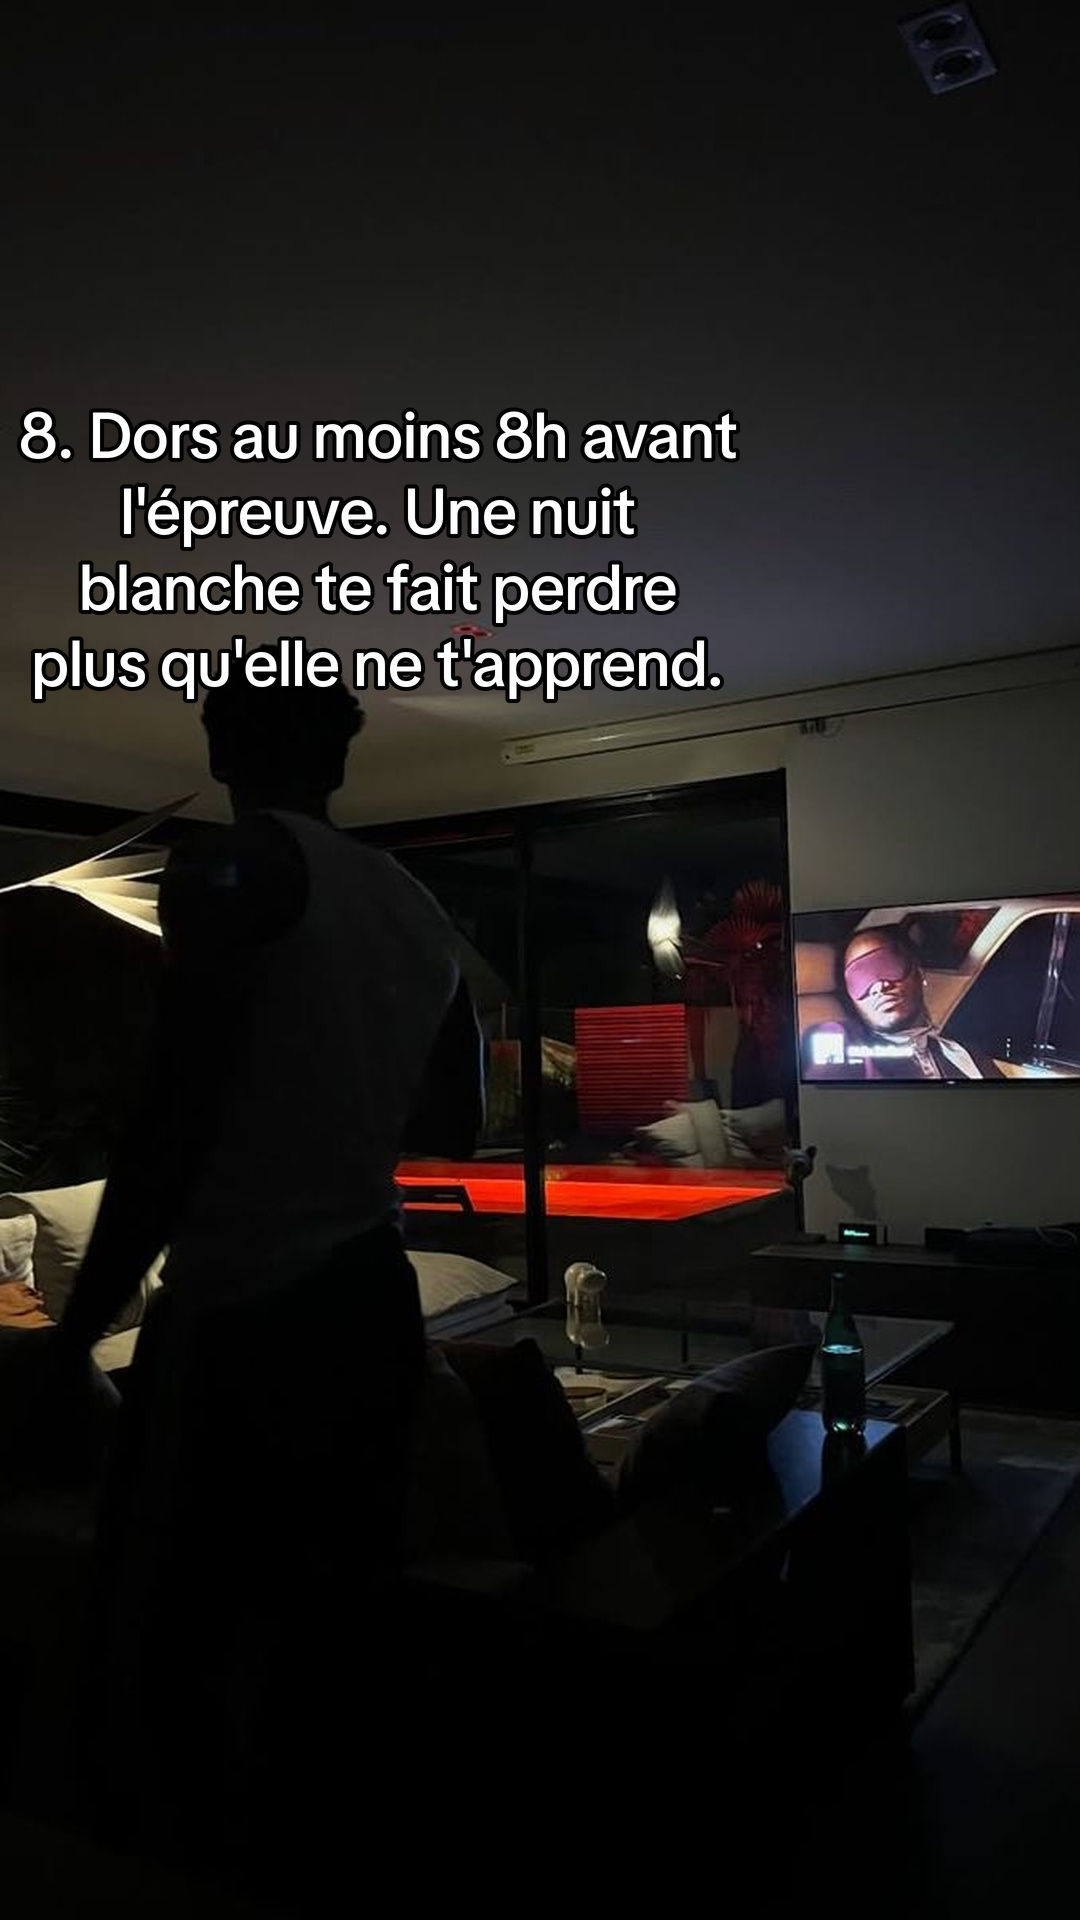 8. Dors au moins 8h avant
l'épreuve. Une nuit
blanche te fait perdre
plus qu'elle ne t'apprend.